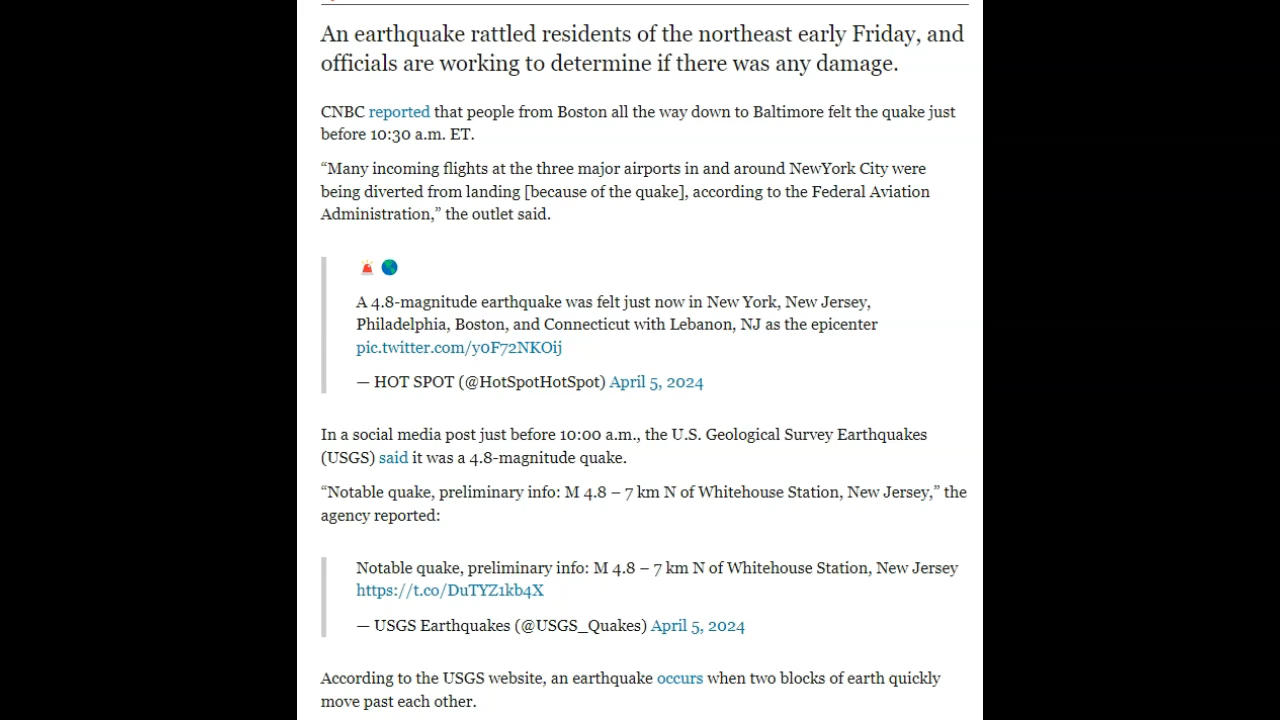 An earthquake rattled residents of the northeast early Friday, and
officials are working to determine if there was any damage.
CNBC reported that people from Boston all the way down to Baltimore felt the quake just
before 10:30 a.m. ET.
“Many incoming flights at the three major airports in and around NewYork City were
being diverted from landing [because of the quake], according to the Federal Aviation
Administration,” the outlet said.
🚨 🌎
A 4.8-magnitude earthquake was felt just now in New York, New Jersey,
Philadelphia, Boston, and Connecticut with Lebanon, NJ as the epicenter
pic.twitter.com/y0F72NKOij
— HOT SPOT (@HotSpotHotSpot) April 5, 2024
In a social media post just before 10:00 a.m., the U.S. Geological Survey Earthquakes
(USGS) said it was a 4.8-magnitude quake.
“Notable quake, preliminary info: M 4.8 – 7 km N of Whitehouse Station, New Jersey,” the
agency reported:
Notable quake, preliminary info: M 4.8 – 7 km N of Whitehouse Station, New Jersey
https://t.co/DuTYZ1kb4X
— USGS Earthquakes (@USGS_Quakes) April 5, 2024
According to the USGS website, an earthquake occurs when two blocks of earth quickly
move past each other.